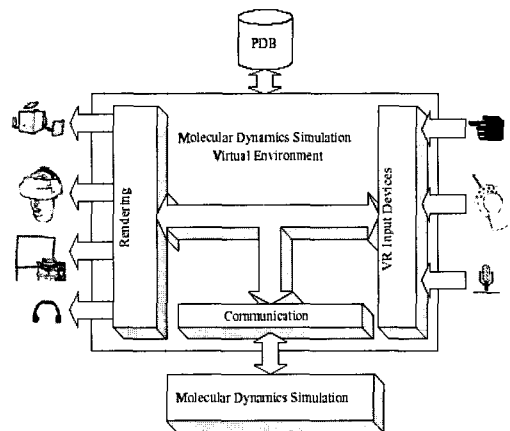 PDB
Molecular Dynamics Simulation
Virtual Environment
Rendering
VR Input Devices
Communication
Molecular Dynamics Simulation